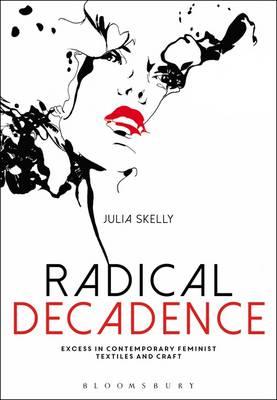 JULIA SKELLY
RADICAL
DECADENCE
EXCESS IN CONTEMPORARY FEMINIST
TEXTILES AND CRAFT
BLOOMSBURY